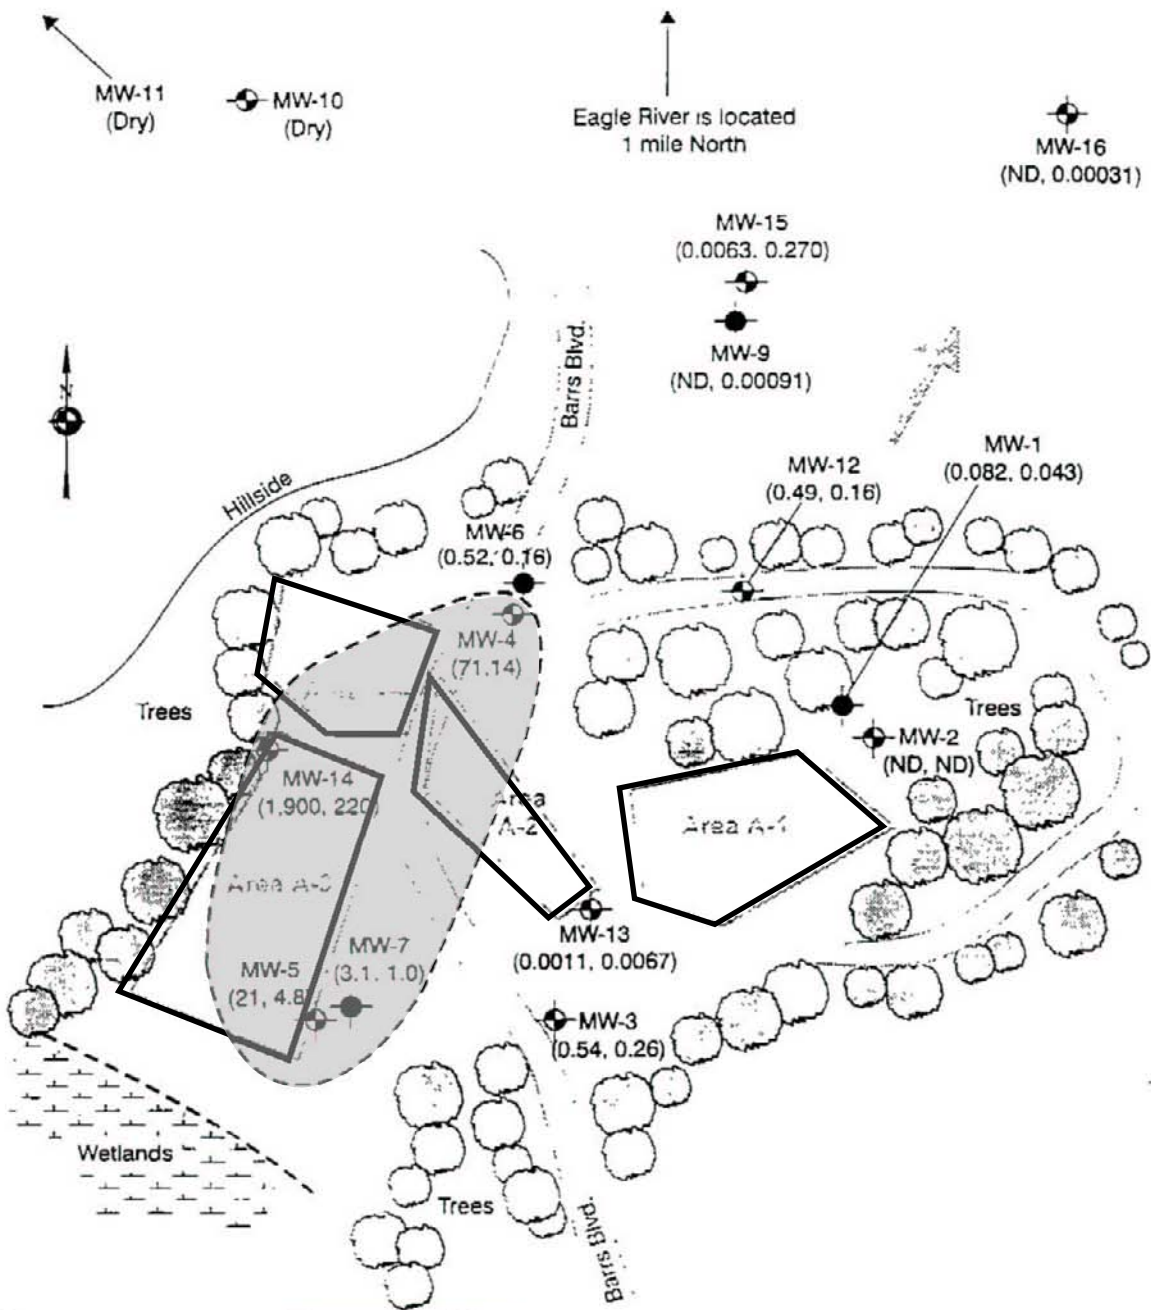 MW-11
(Dry)
MW-10
(Dry)
Eagle River is located
1 mile North
MW-16
(ND, 0.00031)
MW-15
(0.0063. 0.270)
MW-9
(ND, 0.00091)
Barrs Blvd.
N
Hillside
MW-12
(0.49, 0.16)
MW-1
(0.082, 0.043)
MW-6
(0.52, 0.16)
MW-4
(71.14)
Trees
Trees
MW-2
(ND, ND)
MW-14
(1,900, 220)
Area
A-2
Area A-1
Area A-3
MW-13
(0.0011, 0.0067)
MW-7
(3.1, 1.0)
MW-5
(21, 4.8)
MW-3
(0.54, 0.26)
Wetlands
Trees
Barrs Blvd.